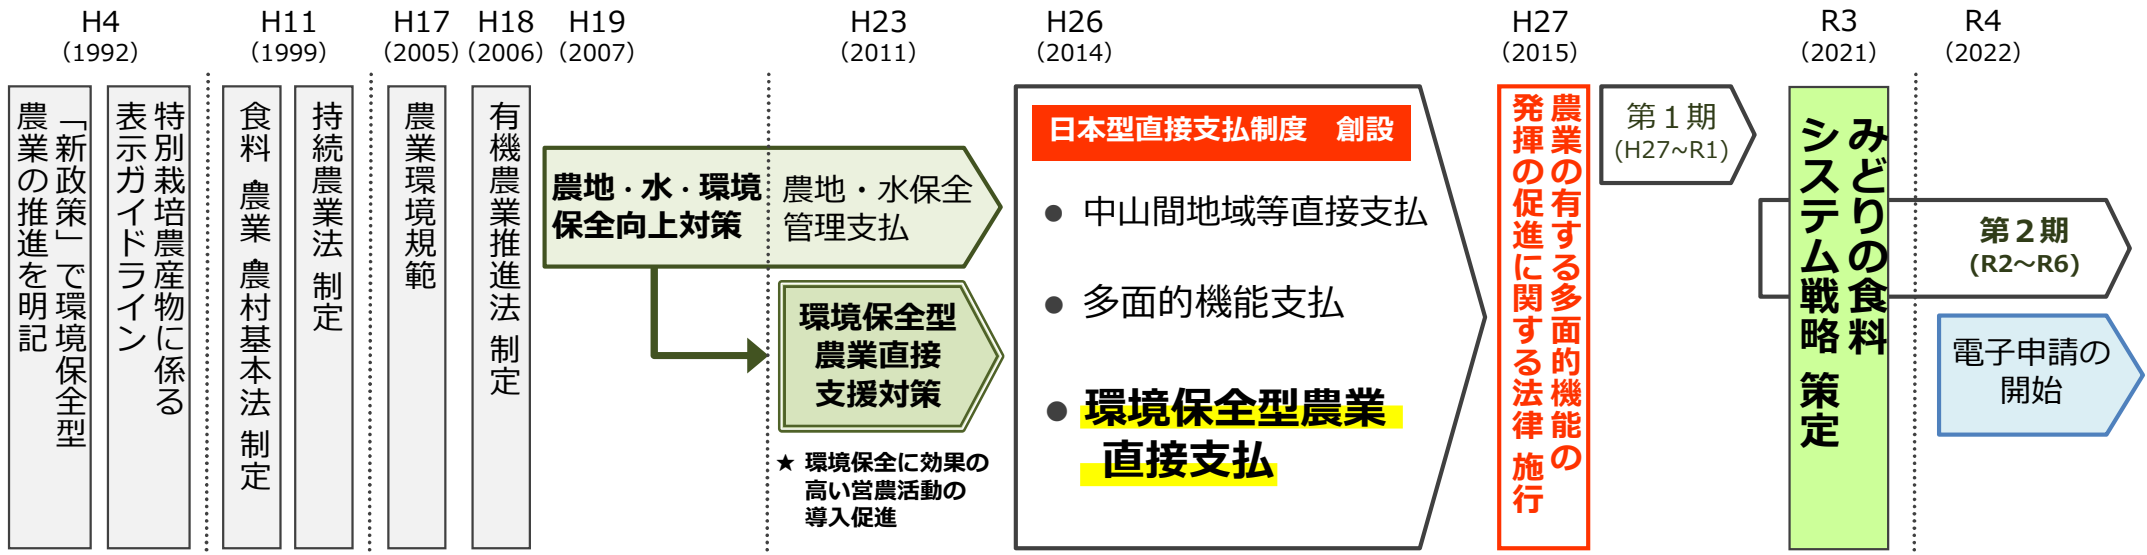 H4
（1992）
H11
（1999）
H17
（2005）
H18
（2006）
H19
（2007）
H23
（2011）
H26
（2014）
H27
（2015）
R3
（2021）
R4
（2022）
「新政策」で環境保全型
農業の推進を明記
特別栽培農産物に係る
表示ガイドライン
食料・農業・農村基本法 制定
持続農業法 制定
農業環境規範
有機農業推進法 制定
農地・水・環境
保全向上対策
農地・水保全
管理支払
環境保全型
農業直接
支援対策
★ 環境保全に効果の
高い営農活動の
導入促進
日本型直接支払制度　創設
● 中山間地域等直接支払
● 多面的機能支払
● 環境保全型農業
直接支払
農業の有する多面的機能の
発揮の促進に関する法律 施行
第１期
(H27~R1)
みどりの食料
システム戦略 策定
第２期
(R2～R6)
電子申請の
開始